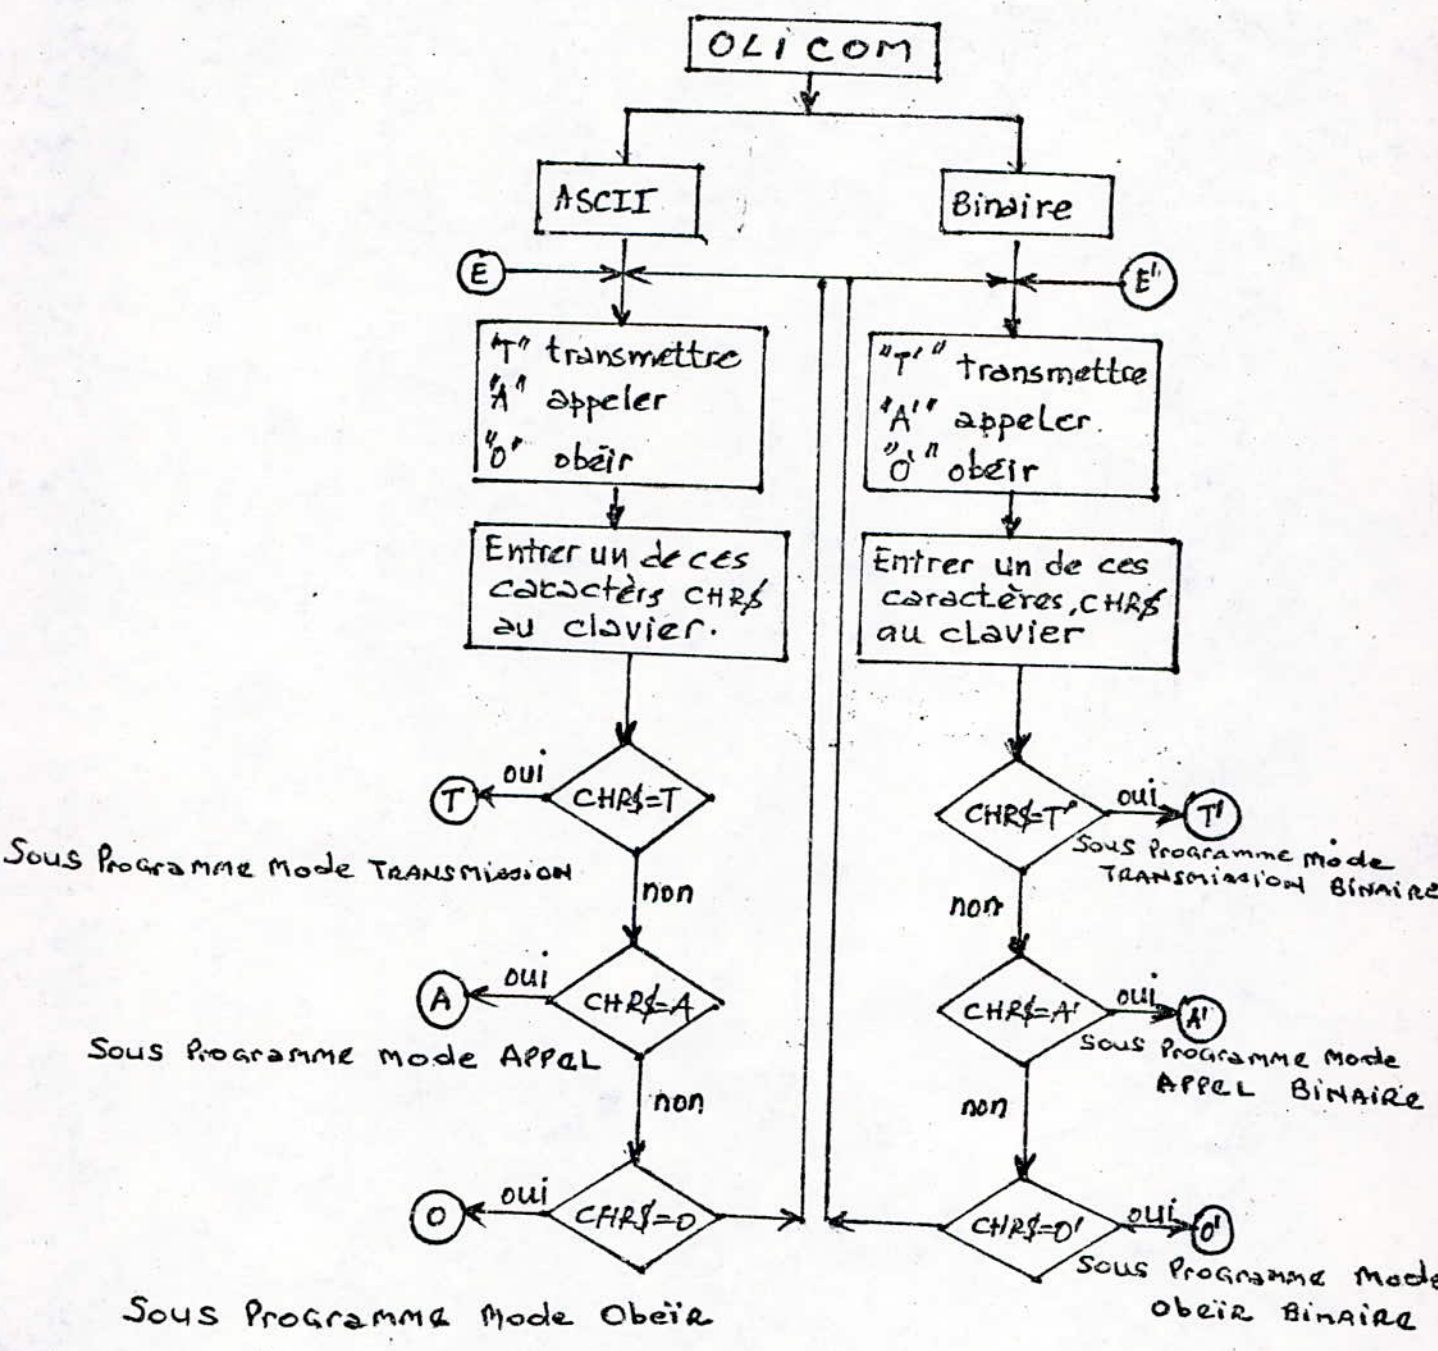 OLICOM
ASCII
Binaire
E
E'
"T" transmettre
"A" appeler
"O" obeïr
"T'" transmettre
"A'" appeler.
"O'" obéir
Entrer un de ces
caractèrs CHR$
au clavier.
Entrer un de ces
caractères, CHR$
au clavier
CHR$=T
oui
T
Sous Programme Mode TRANSMission
non
CHR$=T'
oui
T'
Sous Programme mode
TRANSMission BINAIRE
non
CHR$=A
oui
A
Sous Programme mode APPEL
non
CHR$=A'
oui
A'
Sous Programme Mode
APPEL BINAIRE
non
CHR$=O
oui
O
Sous Programme Mode Obeïr
CHR$=O'
oui
O'
Sous Programme Mode
Obeïr BinAiRe